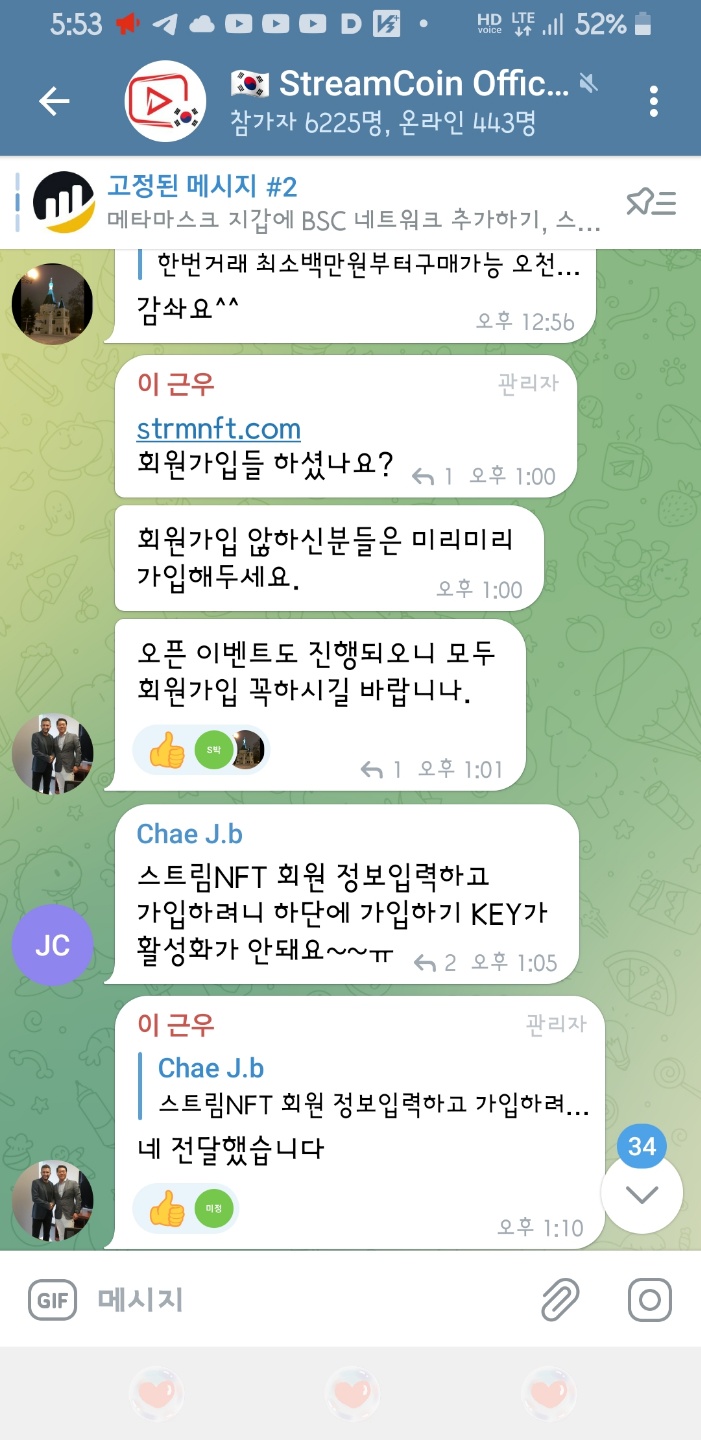 5:53
HD voice LTE 52%
🇰🇷 StreamCoin Offic...
참가자 6225명, 온라인 443명
고정된 메시지 #2
메타마스크 지갑에 BSC 네트워크 추가하기, 스...
한번거래 최소백만원부터구매가능 오천...
감솨요^^
오후 12:56
이 근우 관리자
strmnft.com
회원가입들 하셨나요? 1 오후 1:00
회원가입 않하신분들은 미리미리
가입해두세요.
오후 1:00
오픈 이벤트도 진행되오니 모두
회원가입 꼭하시길 바랍니나.
S박
1 오후 1:01
Chae J.b
스트림NFT 회원 정보입력하고
가입하려니 하단에 가입하기 KEY가
활성화가 안돼요~~ㅠ 2 오후 1:05
JC
이 근우 관리자
Chae J.b
스트림NFT 회원 정보입력하고 가입하려...
네 전달했습니다
미정
오후 1:10
34
GIF 메시지